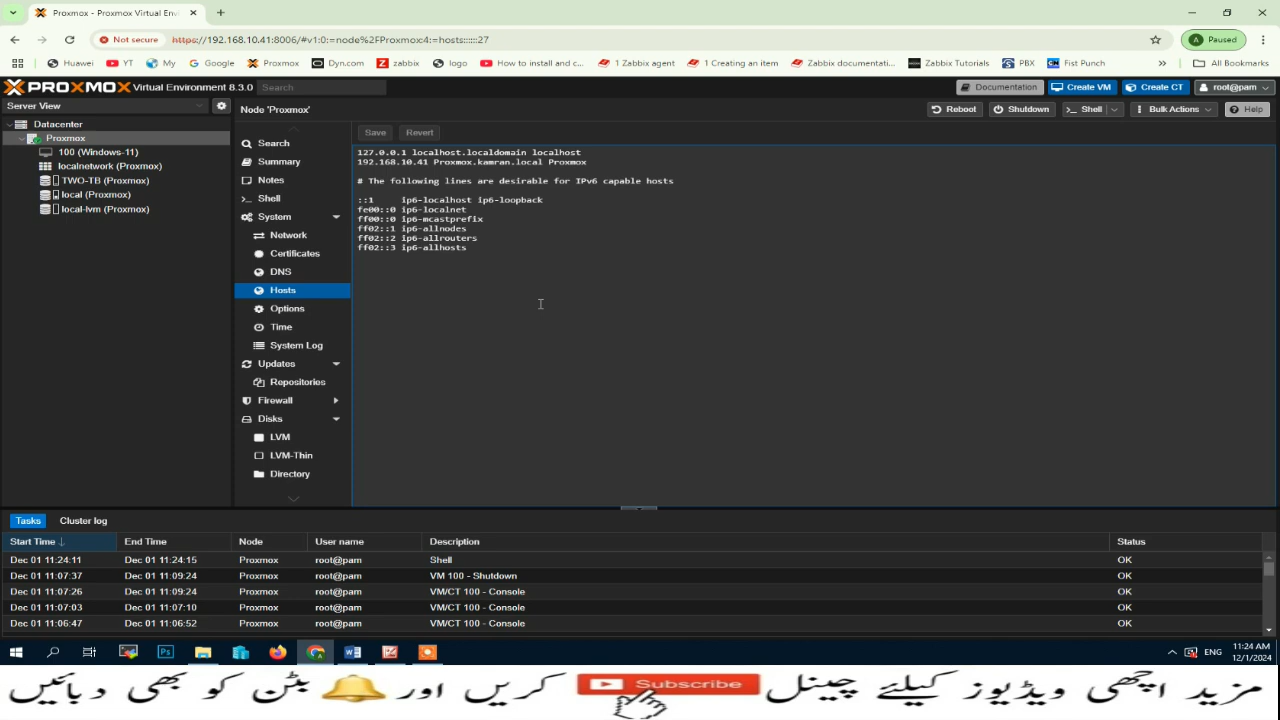 Proxmox - Proxmox Virtual Envi
Not secure https://192.168.10.41:8006/#v1:0:=node%2FProxmox:4:=hosts:::::27
A Paused
Huawei YT My Google Proxmox Dyn.com zabbix logo How to install and c... 1 Zabbix agent 1 Creating an item Zabbix documentati... Zabbix Tutorials PBX Fist Punch » All Bookmarks
PROXMOX Virtual Environment 8.3.0 Search Documentation Create VM Create CT root@pam
Server View
Node 'Proxmox' Reboot Shutdown Shell Bulk Actions Help
Datacenter
Proxmox
100 (Windows-11)
localnetwork (Proxmox)
TWO-TB (Proxmox)
local (Proxmox)
local-lvm (Proxmox)
Search
Summary
Notes
Shell
System
Network
Certificates
DNS
Hosts
Options
Time
System Log
Updates
Repositories
Firewall
Disks
LVM
LVM-Thin
Directory
Save Revert
127.0.0.1 localhost.localdomain localhost
192.168.10.41 Proxmox.kamran.local Proxmox
# The following lines are desirable for IPv6 capable hosts
::1 ip6-localhost ip6-loopback
fe00::0 ip6-localnet
ff00::0 ip6-mcastprefix
ff02::1 ip6-allnodes
ff02::2 ip6-allrouters
ff02::3 ip6-allhosts
Tasks Cluster log
Start Time End Time Node User name Description Status
Dec 01 11:24:11 Dec 01 11:24:15 Proxmox root@pam Shell OK
Dec 01 11:07:37 Dec 01 11:09:24 Proxmox root@pam VM 100 - Shutdown OK
Dec 01 11:07:26 Dec 01 11:09:24 Proxmox root@pam VM/CT 100 - Console OK
Dec 01 11:07:03 Dec 01 11:07:10 Proxmox root@pam VM/CT 100 - Console OK
Dec 01 11:06:47 Dec 01 11:06:52 Proxmox root@pam VM/CT 100 - Console OK
Ps ENG 11:24 AM
12/1/2024
مزید اچھی ویڈیوز کیلئے چینل Subscribe کریں اور بٹن کو بھی دبائیں